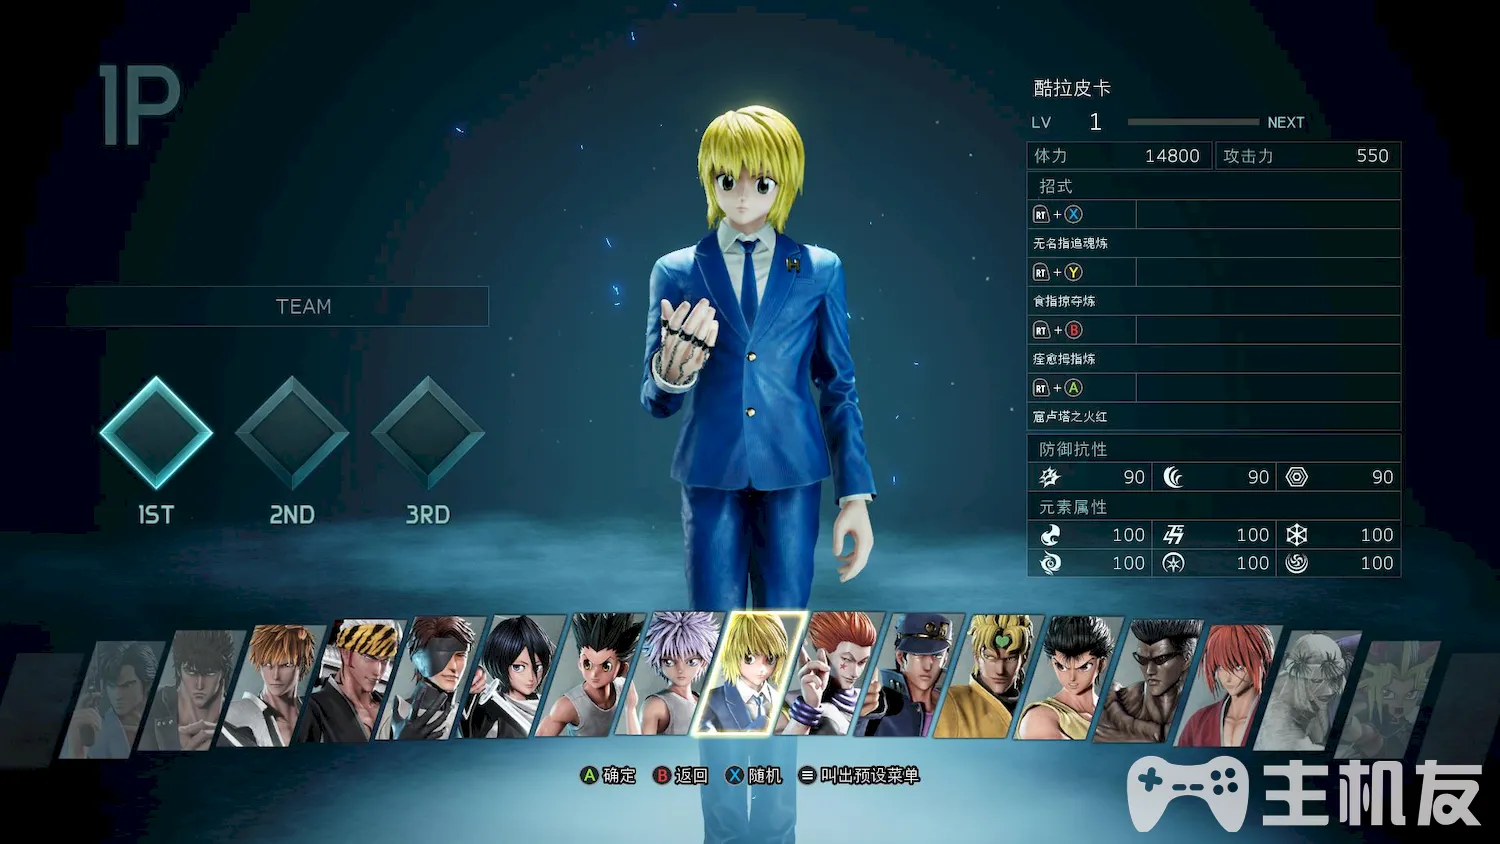 1P
TEAM
1ST
2ND
3RD
酷拉皮卡
LV 1 NEXT
体力 14800 攻击力 550
招式
RT + X
无名指追魂炼
RT + Y
食指掠夺炼
RT + B
痊愈拇指炼
RT + A
窟卢塔之火红
防御抗性
90 90 90
元素属性
100 100 100
100 100 100
A 确定 B 返回 X 随机 叫出预设菜单
主机友